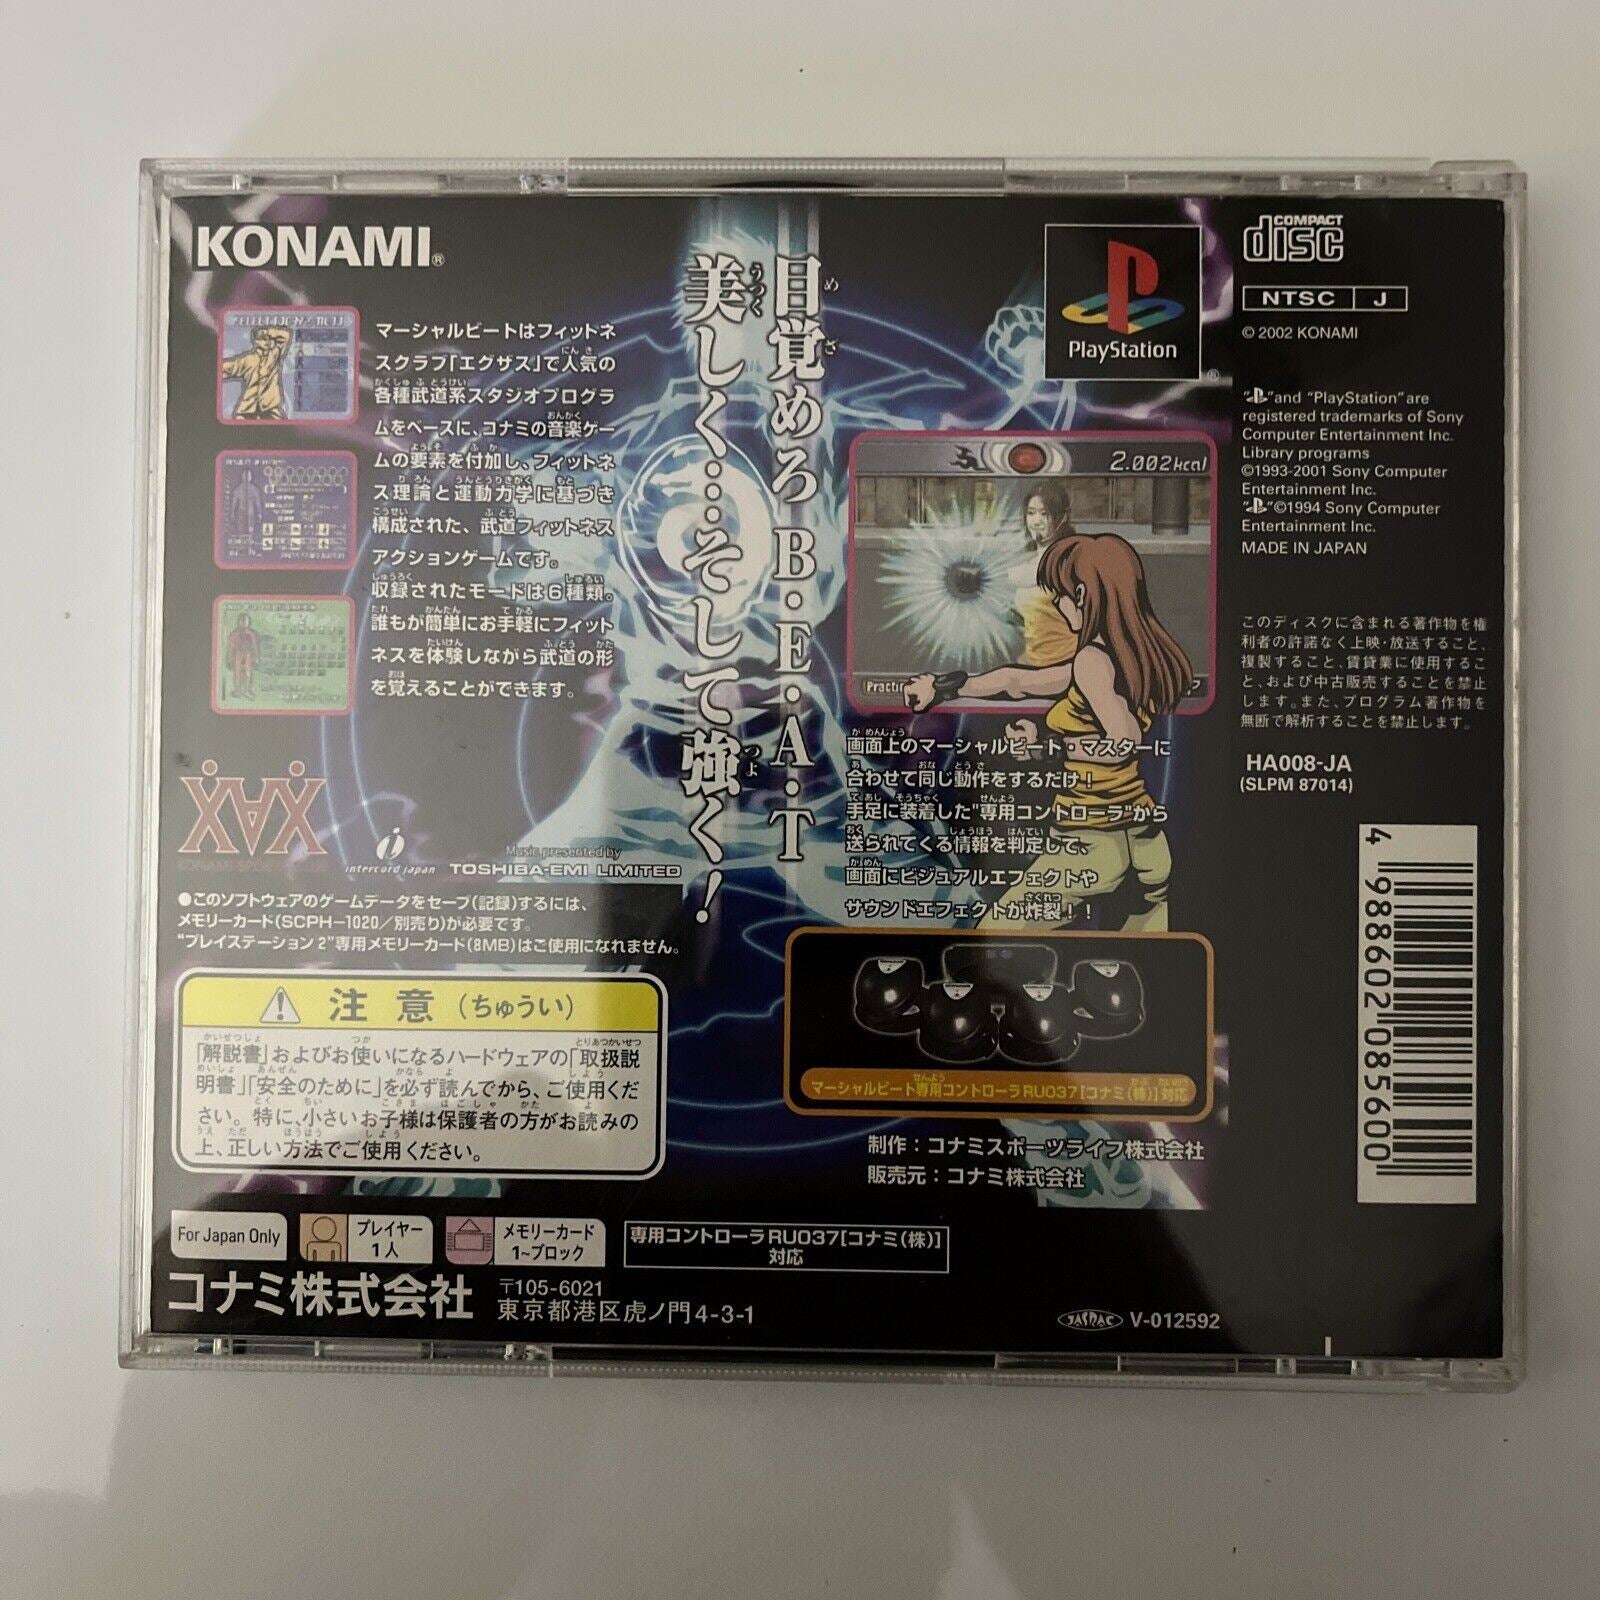 KONAMI®
マーシャルビートはフィットネ
スクラブ「エグザス」で人気の
各種武道系スタジオプログラ
ムをベースに、コナミの音楽ゲー
ムの要素を付加し、フィットネ
ス理論と運動力学に基づき
構成された、武道フィットネス
アクションゲームです。
収録されたモードは6種類。
誰もが簡単にお手軽にフィット
ネスを体験しながら武道の形
を覚えることができます。
目覚めろB・E・A・T
美しく…そして強く!
PlayStation
®
COMPACT
disc
NTSC J
© 2002 KONAMI
" "and "PlayStation" are
registered trademarks of Sony
Computer Entertainment Inc.
Library programs
©1993-2001 Sony Computer
Entertainment Inc.
" "©1994 Sony Computer
Entertainment Inc.
MADE IN JAPAN
2.002kcal
画面上のマーシャルビート・マスターに
合わせて同じ動作をするだけ!
手足に装着した"専用コントローラ"から
送られてくる情報を判定して、
画面にビジュアルエフェクトや
サウンドエフェクトが炸裂!!
このディスクに含まれる著作物を権
利者の許諾なく上映・放送すること、
複製すること、賃貸業に使用するこ
と、および中古販売することを禁止
します。また、プログラム著作物を
無断で解析することを禁止します。
HA008-JA
(SLPM 87014)
4 988602 085600
XAX
intercord japan
Music presented by
TOSHIBA-EMI LIMITED
●このソフトウェアのゲームデータをセーブ(記録)するには、
メモリーカード(SCPH-1020/別売り)が必要です。
"プレイステーション 2"専用メモリーカード(8MB)はご使用になれません。
注意(ちゅうい)
「解説書」およびお使いになるハードウェアの「取扱説
明書」「安全のために」を必ず読んでから、ご使用くだ
さい。特に、小さいお子様は保護者の方がお読みの
上、正しい方法でご使用ください。
マーシャルビート専用コントローラ RU037[コナミ(株)]対応
制作:コナミスポーツライフ株式会社
販売元:コナミ株式会社
For Japan Only
プレイヤー
1人
メモリーカード
1~ブロック
専用コントローラ RU037[コナミ(株)]
対応
コナミ株式会社
〒105-6021
東京都港区虎ノ門4-3-1
JASRAC V-012592